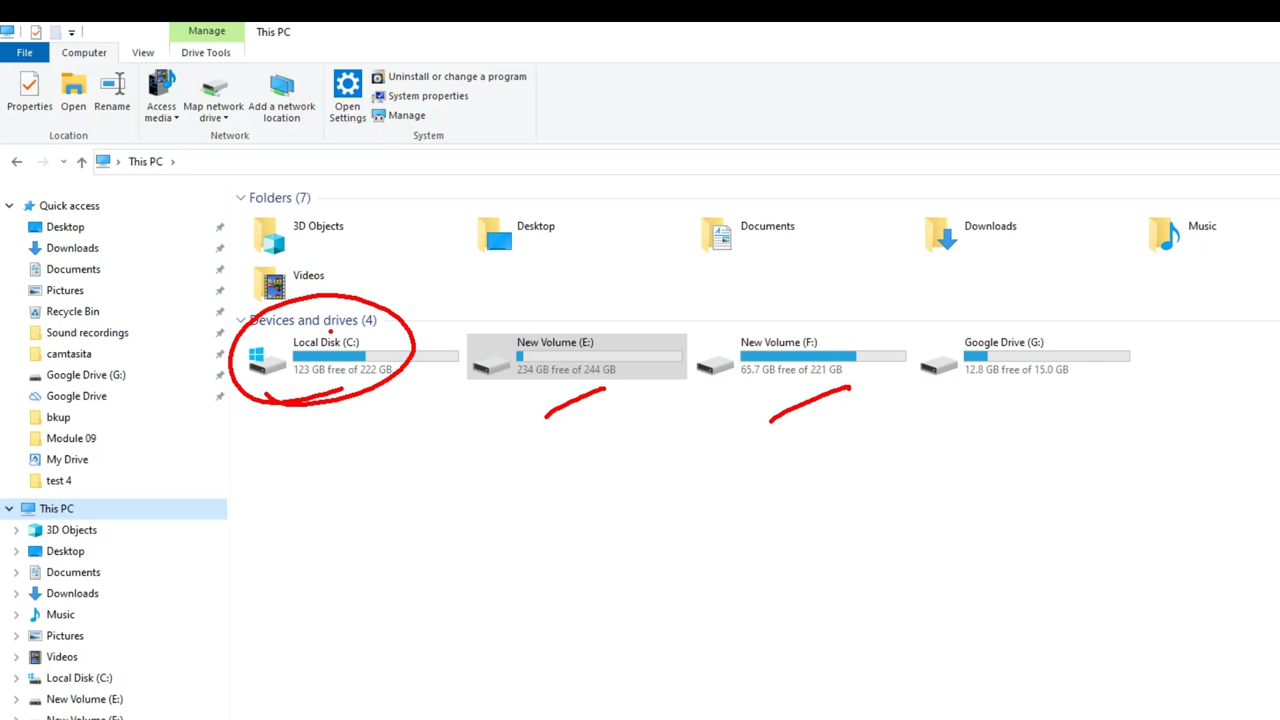 Manage
This PC
File
Computer
View
Drive Tools
Properties
Open
Rename
Access media
Map network drive
Add a network location
Open Settings
Uninstall or change a program
System properties
Manage
Location
Network
System
This PC
Quick access
Desktop
Downloads
Documents
Pictures
Recycle Bin
Sound recordings
camtasita
Google Drive (G:)
Google Drive
bkup
Module 09
My Drive
test 4
This PC
3D Objects
Desktop
Documents
Downloads
Music
Pictures
Videos
Local Disk (C:)
New Volume (E:)
New Volume (F:)
Folders (7)
3D Objects
Desktop
Documents
Downloads
Music
Videos
Devices and drives (4)
Local Disk (C:)
123 GB free of 222 GB
New Volume (E:)
234 GB free of 244 GB
New Volume (F:)
65.7 GB free of 221 GB
Google Drive (G:)
12.8 GB free of 15.0 GB